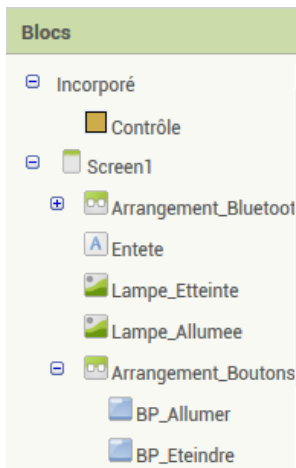 Blocs
Incorporé
Contrôle
Screen1
Arrangement_Bluetoot
A Entete
Lampe_Etteinte
Lampe_Allumee
Arrangement_Boutons
BP_Allumer
BP_Eteindre